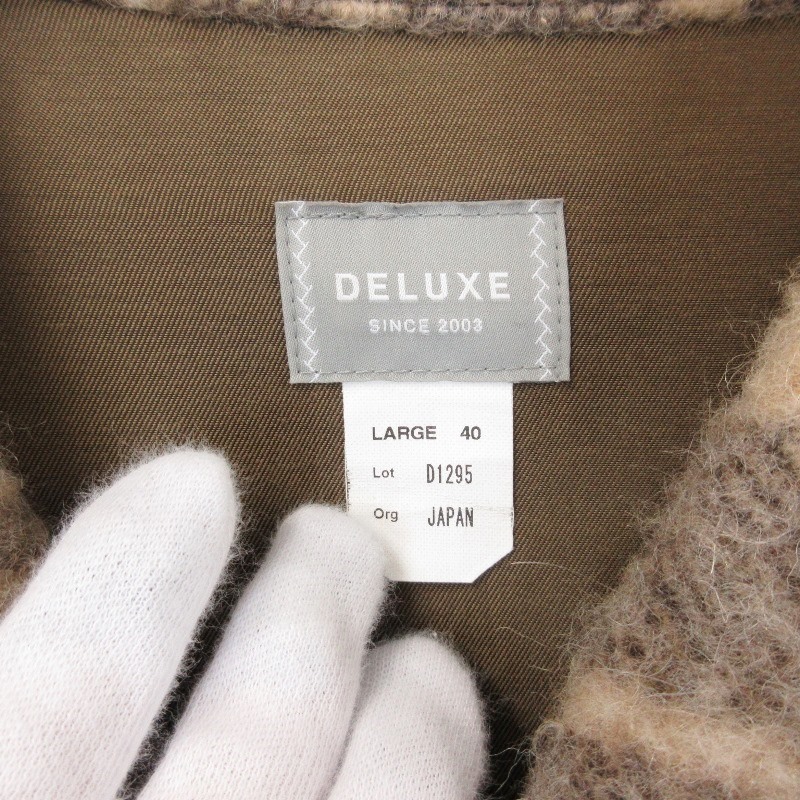 DELUXE
SINCE 2003
LARGE 40
Lot D1295
Org JAPAN